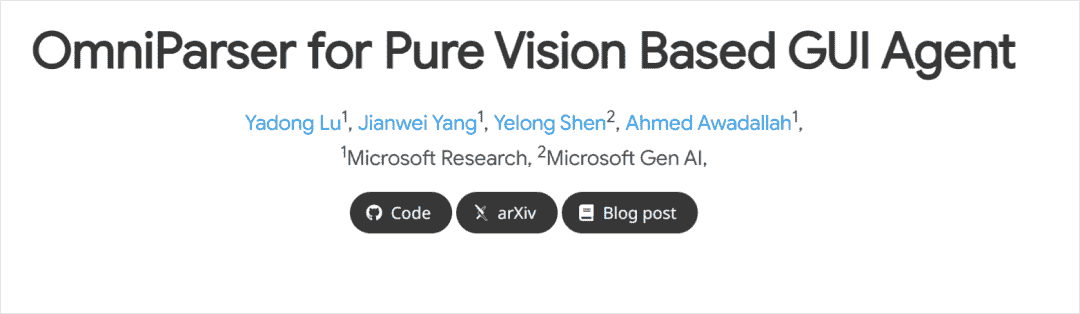 OmniParser for Pure Vision Based GUI Agent
Yadong Lu¹, Jianwei Yang¹, Yelong Shen², Ahmed Awadallah¹,
¹Microsoft Research, ²Microsoft Gen AI,
Code arXiv Blog post